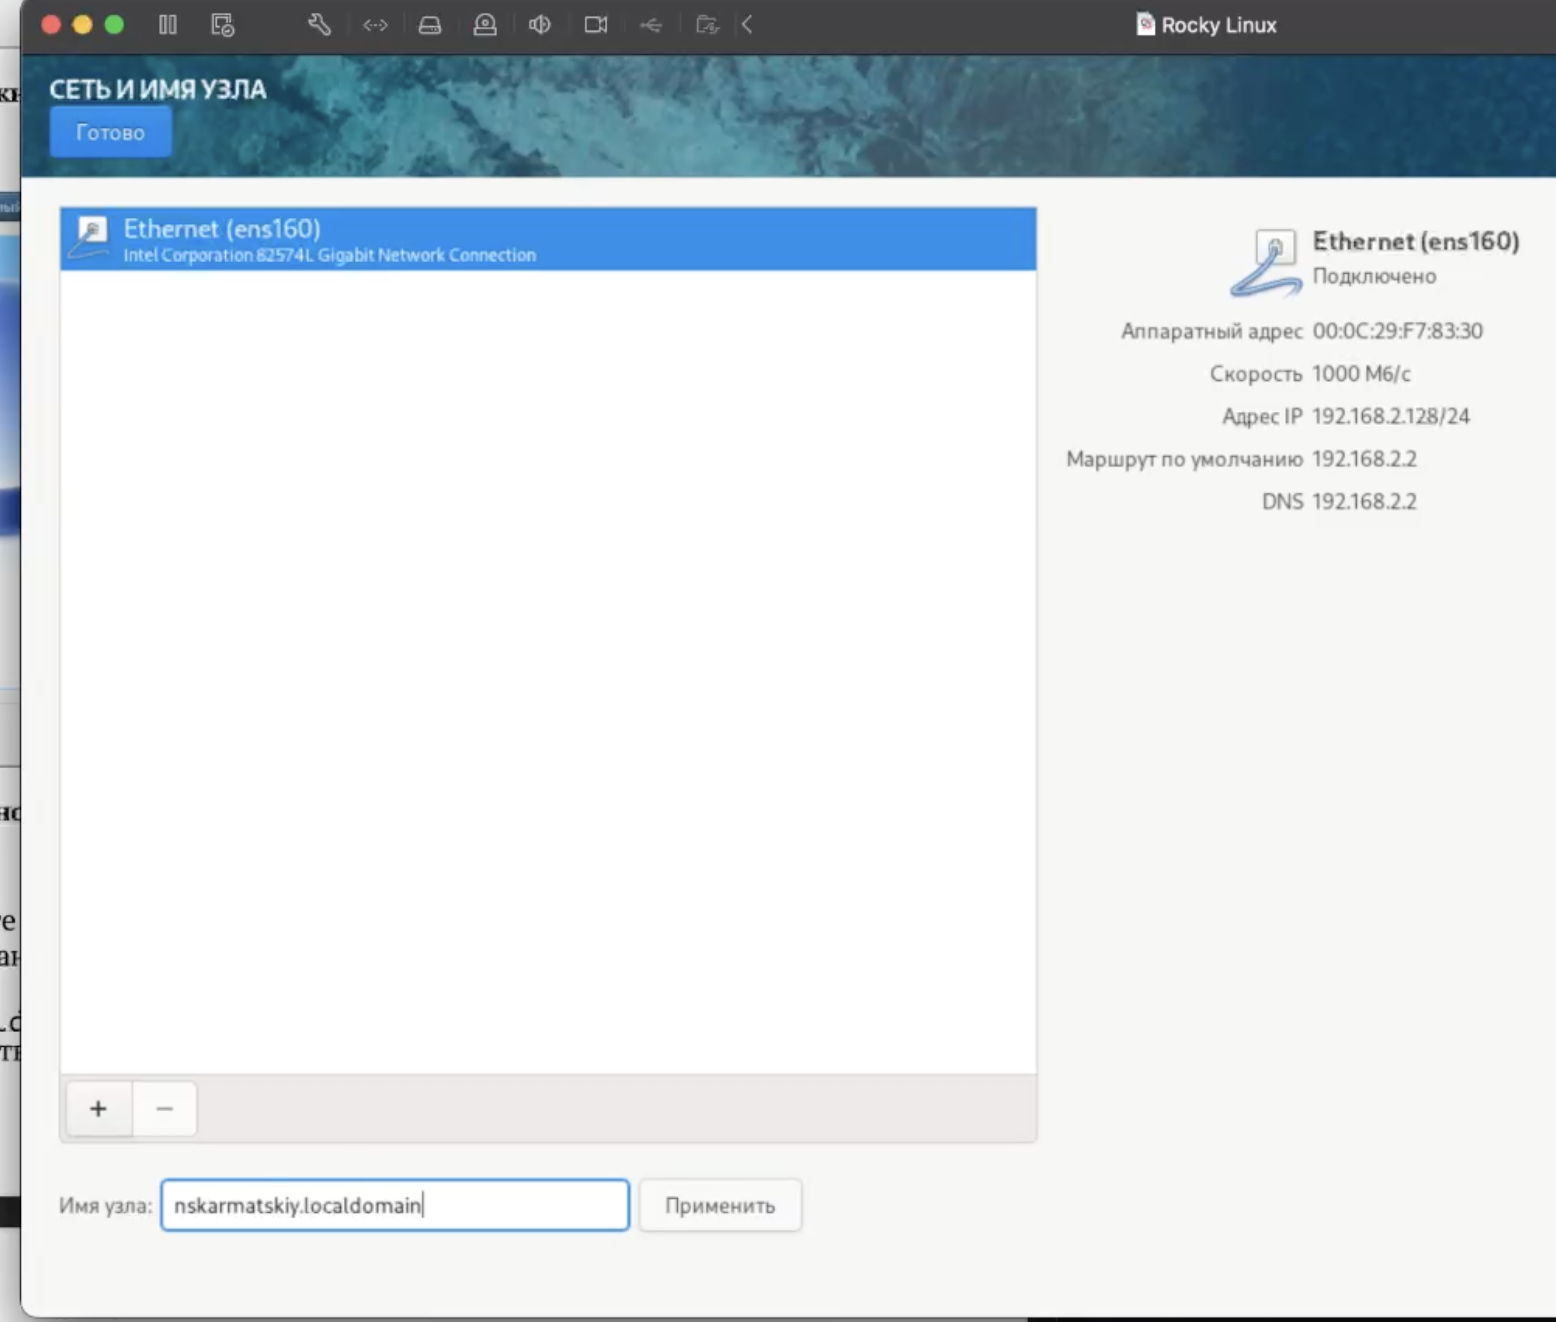 Rocky Linux
СЕТЬ И ИМЯ УЗЛА
Готово
Ethernet (ens160)
Intel Corporation 82574L Gigabit Network Connection
Ethernet (ens160)
Подключено
Аппаратный адрес 00:0C:29:F7:83:30
Скорость 1000 Мб/с
Адрес IP 192.168.2.128/24
Маршрут по умолчанию 192.168.2.2
DNS 192.168.2.2
+ −
Имя узла: nskarmatskiy.localdomain Применить